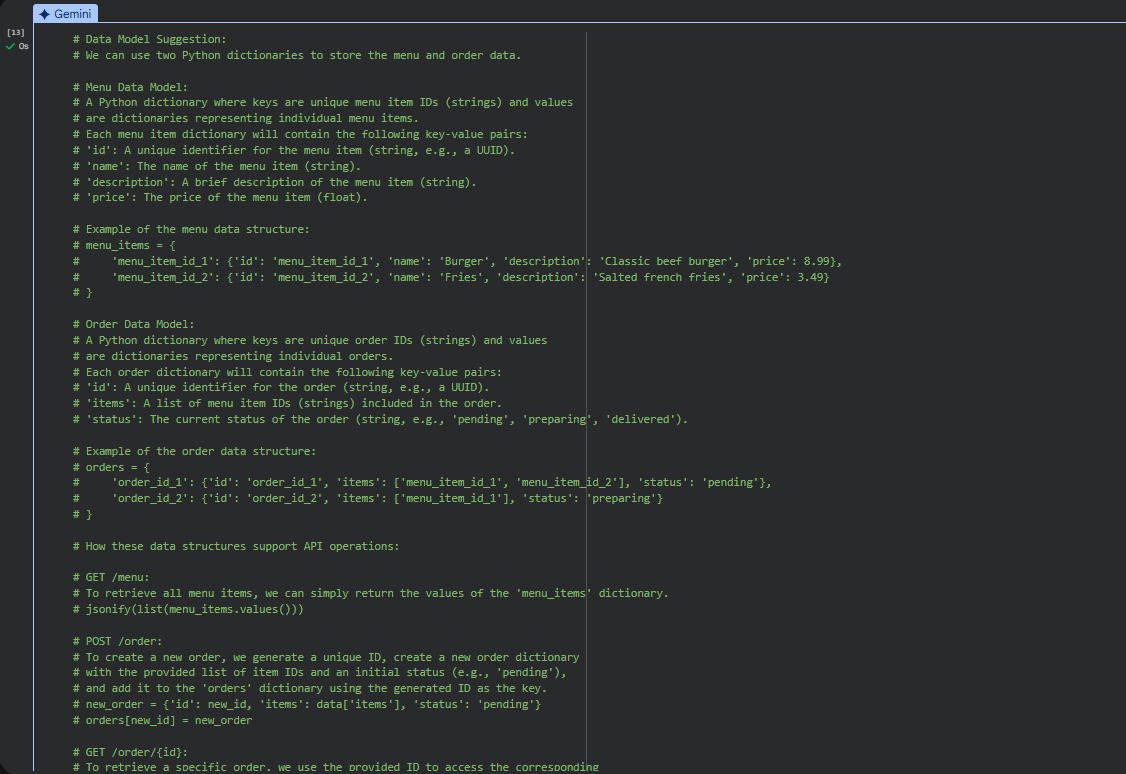 Gemini
[13]
0s
# Data Model Suggestion:
# We can use two Python dictionaries to store the menu and order data.
# Menu Data Model:
# A Python dictionary where keys are unique menu item IDs (strings) and values
# are dictionaries representing individual menu items.
# Each menu item dictionary will contain the following key-value pairs:
# 'id': A unique identifier for the menu item (string, e.g., a UUID).
# 'name': The name of the menu item (string).
# 'description': A brief description of the menu item (string).
# 'price': The price of the menu item (float).
# Example of the menu data structure:
# menu_items = {
#     'menu_item_id_1': {'id': 'menu_item_id_1', 'name': 'Burger', 'description': 'Classic beef burger', 'price': 8.99},
#     'menu_item_id_2': {'id': 'menu_item_id_2', 'name': 'Fries', 'description': 'Salted french fries', 'price': 3.49}
# }
# Order Data Model:
# A Python dictionary where keys are unique order IDs (strings) and values
# are dictionaries representing individual orders.
# Each order dictionary will contain the following key-value pairs:
# 'id': A unique identifier for the order (string, e.g., a UUID).
# 'items': A list of menu item IDs (strings) included in the order.
# 'status': The current status of the order (string, e.g., 'pending', 'preparing', 'delivered').
# Example of the order data structure:
# orders = {
#     'order_id_1': {'id': 'order_id_1', 'items': ['menu_item_id_1', 'menu_item_id_2'], 'status': 'pending'},
#     'order_id_2': {'id': 'order_id_2', 'items': ['menu_item_id_1'], 'status': 'preparing'}
# }
# How these data structures support API operations:
# GET /menu:
# To retrieve all menu items, we can simply return the values of the 'menu_items' dictionary.
# jsonify(list(menu_items.values()))
# POST /order:
# To create a new order, we generate a unique ID, create a new order dictionary
# with the provided list of item IDs and an initial status (e.g., 'pending'),
# and add it to the 'orders' dictionary using the generated ID as the key.
# new_order = {'id': new_id, 'items': data['items'], 'status': 'pending'}
# orders[new_id] = new_order
# GET /order/{id}:
# To retrieve a specific order, we use the provided ID to access the corresponding